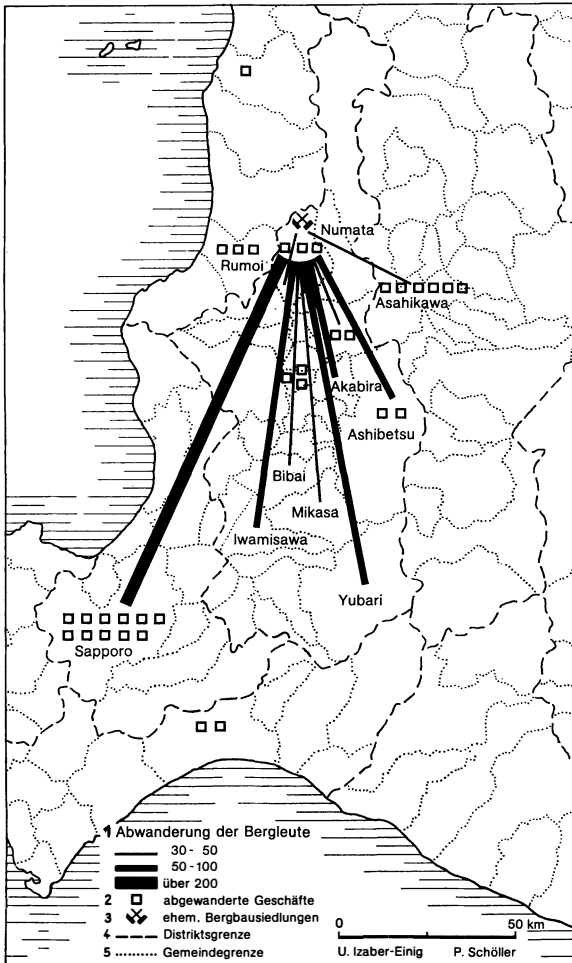 Numata
Rumoi
Asahikawa
Akabira
Ashibetsu
Bibai
Mikasa
Iwamisawa
Yubari
Sapporo
1 Abwanderung der Bergleute
30 - 50
50 - 100
über 200
2 abgewanderte Geschäfte
3 ehem. Bergbausiedlungen
4 Distriktsgrenze
5 Gemeindegrenze
0 50 km
U. Izaber-Einig P. Schöller